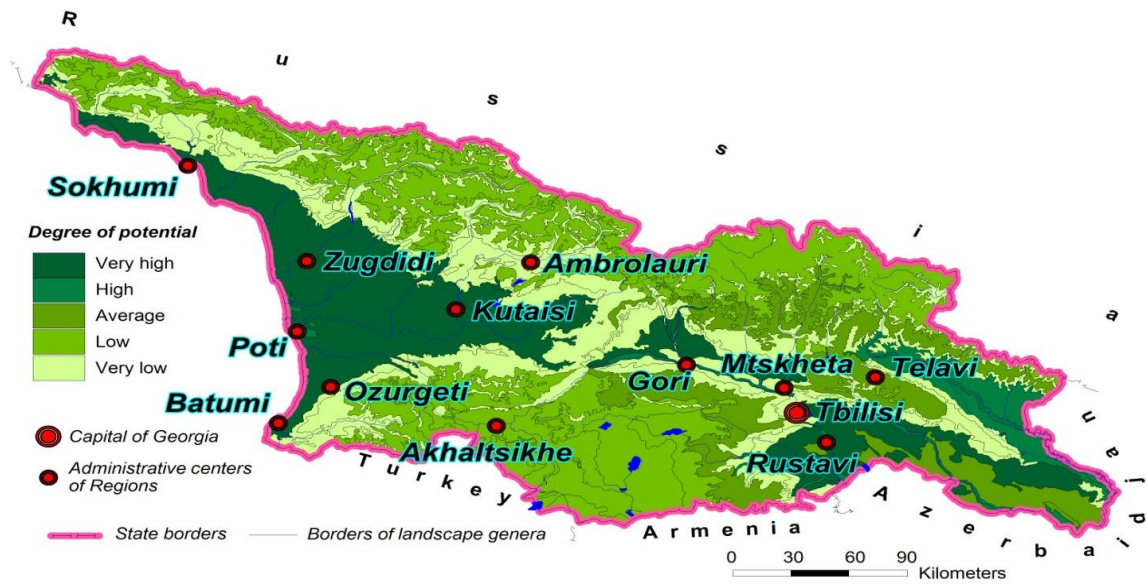 R u s s i a
Sokhumi
Degree of potential
Very high
High
Average
Low
Very low
Zugdidi
Ambrolauri
Kutaisi
Poti
Gori
Mtskheta
Telavi
Batumi
Ozurgeti
Tbilisi
Akhaltsikhe
Rustavi
Capital of Georgia
Administrative centers
of Regions
Turkey
Armenia
Azerbaidjan
State borders
Borders of landscape genera
0 30 60 90
Kilometers